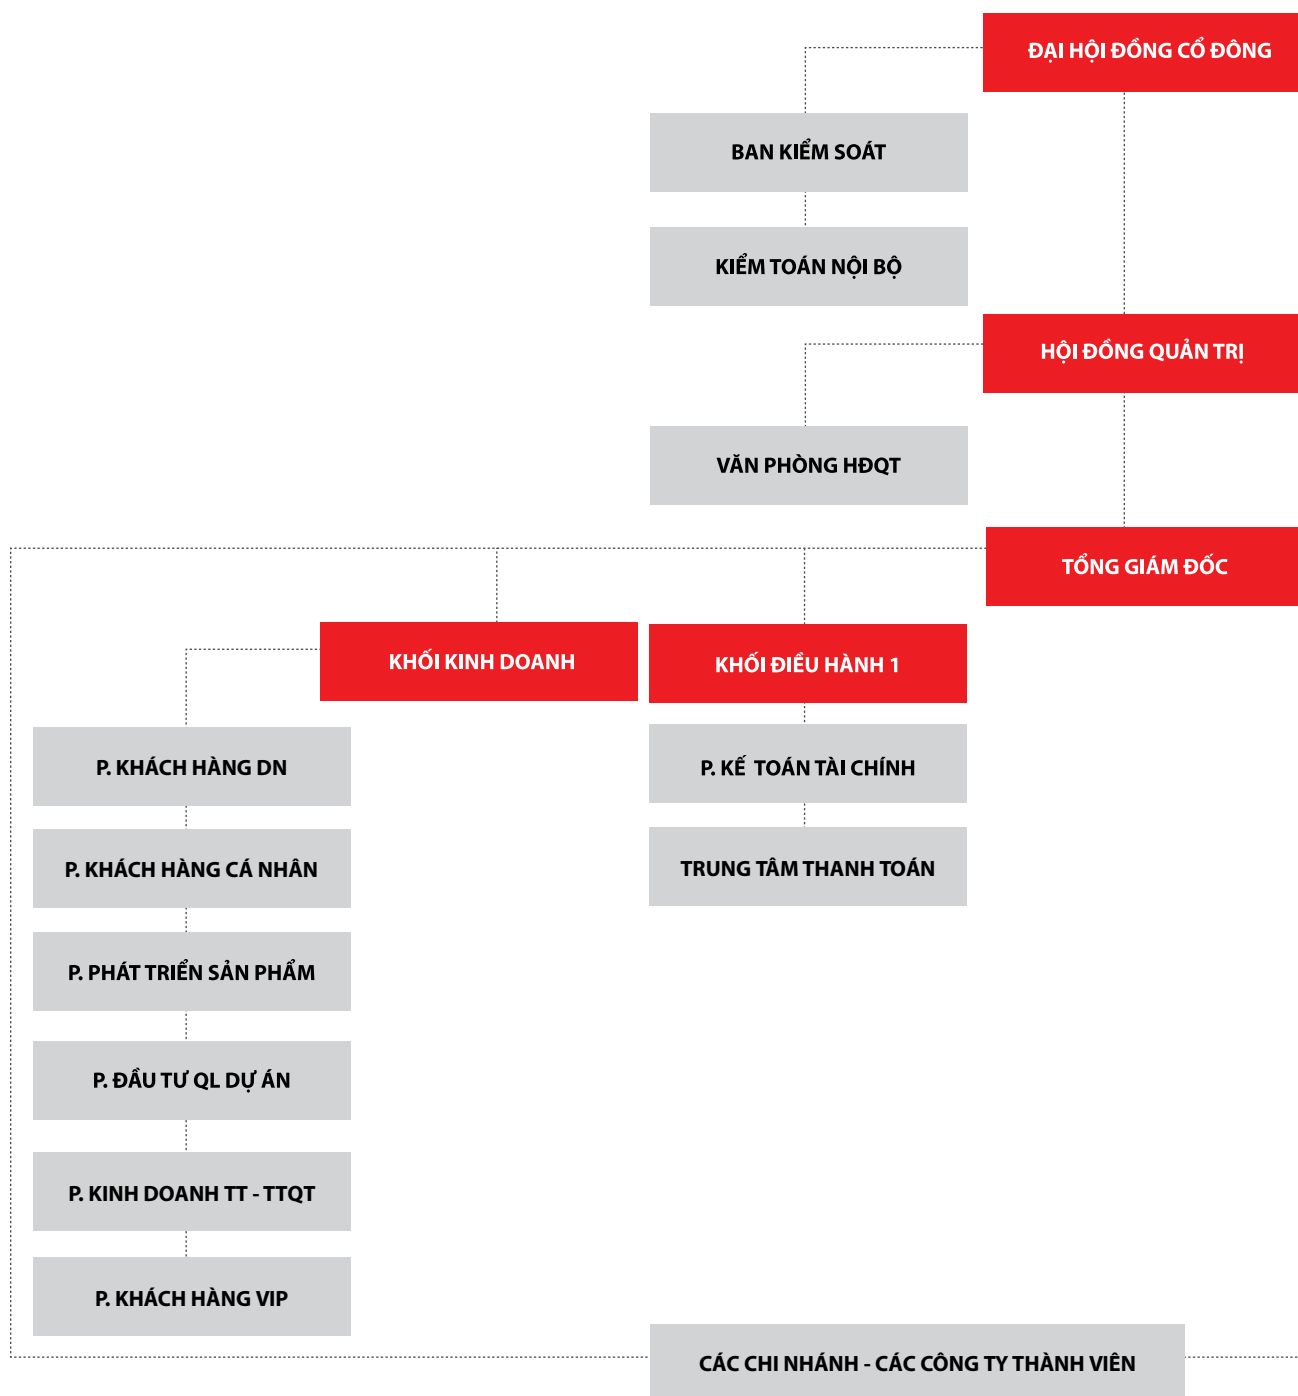 ĐẠI HỘI ĐỒNG CỔ ĐÔNG
BAN KIỂM SOÁT
KIỂM TOÁN NỘI BỘ
HỘI ĐỒNG QUẢN TRỊ
VĂN PHÒNG HĐQT
TỔNG GIÁM ĐỐC
KHỐI KINH DOANH
KHỐI ĐIỀU HÀNH 1
P. KHÁCH HÀNG DN
P. KẾ TOÁN TÀI CHÍNH
P. KHÁCH HÀNG CÁ NHÂN
TRUNG TÂM THANH TOÁN
P. PHÁT TRIỂN SẢN PHẨM
P. ĐẦU TƯ QL DỰ ÁN
P. KINH DOANH TT - TTQT
P. KHÁCH HÀNG VIP
CÁC CHI NHÁNH - CÁC CÔNG TY THÀNH VIÊN